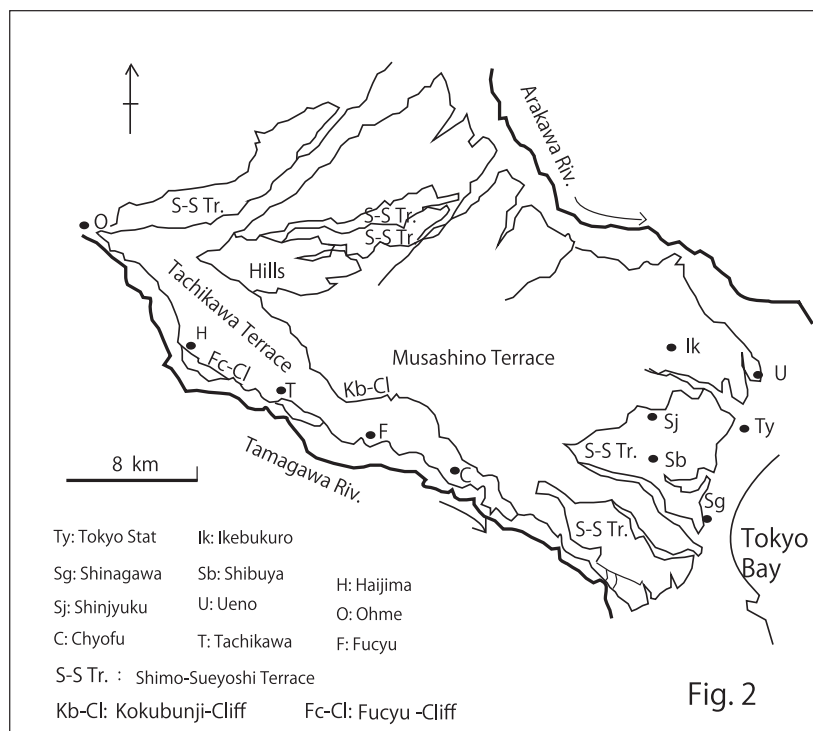 Arakawa Riv.
S-S Tr.
O
S-S Tr.
S-S Tr
Hills
Tachikawa Terrace
H
Fc-Cl
T
Musashino Terrace
Kb-Cl
Ik
U
F
Sj
Ty
S-S Tr.
Sb
8 km
Tamagawa Riv.
C
Sg
S-S Tr.
Tokyo
Bay
Ty: Tokyo Stat
Ik: Ikebukuro
Sg: Shinagawa
Sb: Shibuya
H: Haijima
Sj: Shinjyuku
U: Ueno
O: Ohme
C: Chyofu
T: Tachikawa
F: Fucyu
S-S Tr. : Shimo-Sueyoshi Terrace
Kb-Cl: Kokubunji-Cliff
Fc-Cl: Fucyu -Cliff
Fig. 2